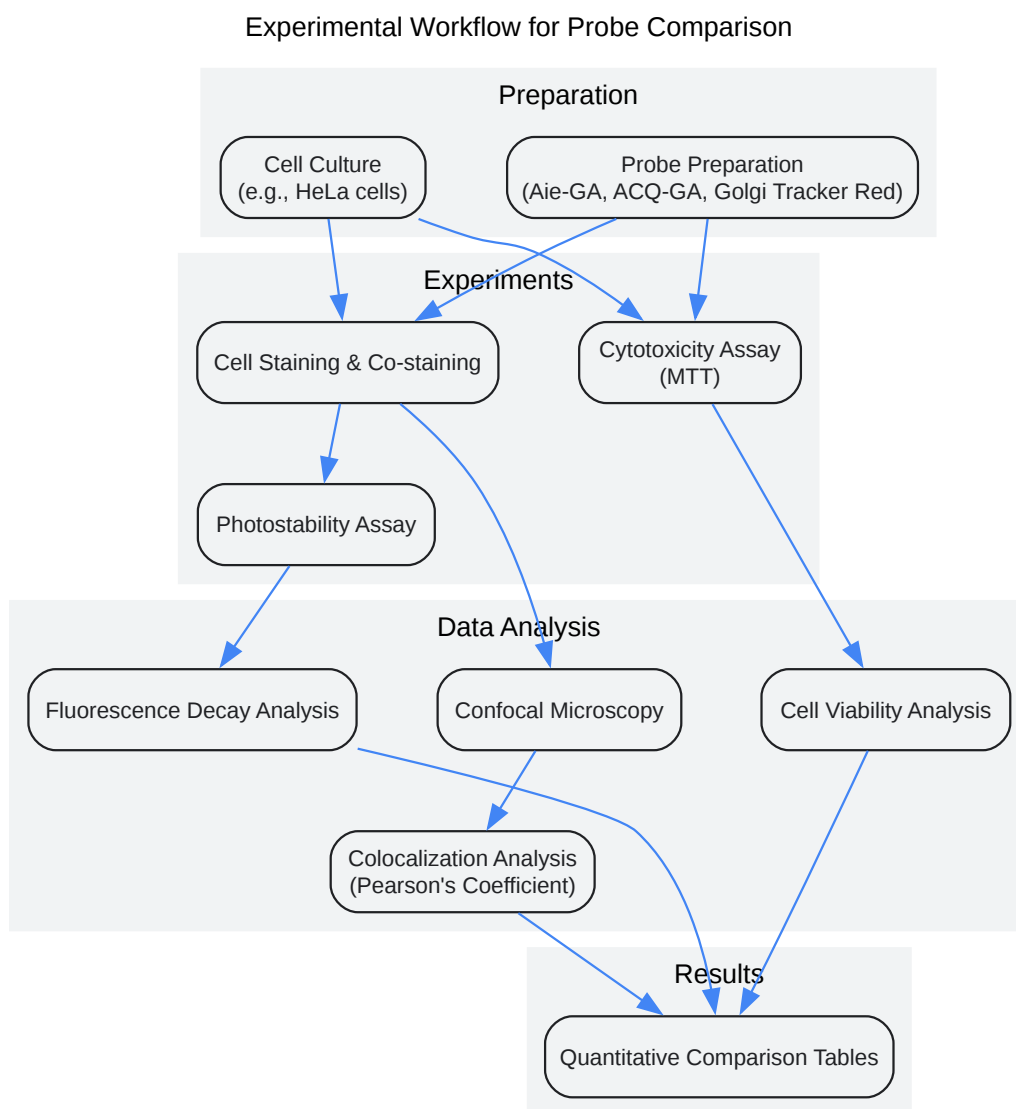 Experimental Workflow for Probe Comparison
Preparation
Cell Culture
(e.g., HeLa cells)
Probe Preparation
(Aie-GA, ACQ-GA, Golgi Tracker Red)
Experiments
Cell Staining & Co-staining
Cytotoxicity Assay
(MTT)
Photostability Assay
Data Analysis
Fluorescence Decay Analysis
Confocal Microscopy
Cell Viability Analysis
Colocalization Analysis
(Pearson's Coefficient)
Results
Quantitative Comparison Tables